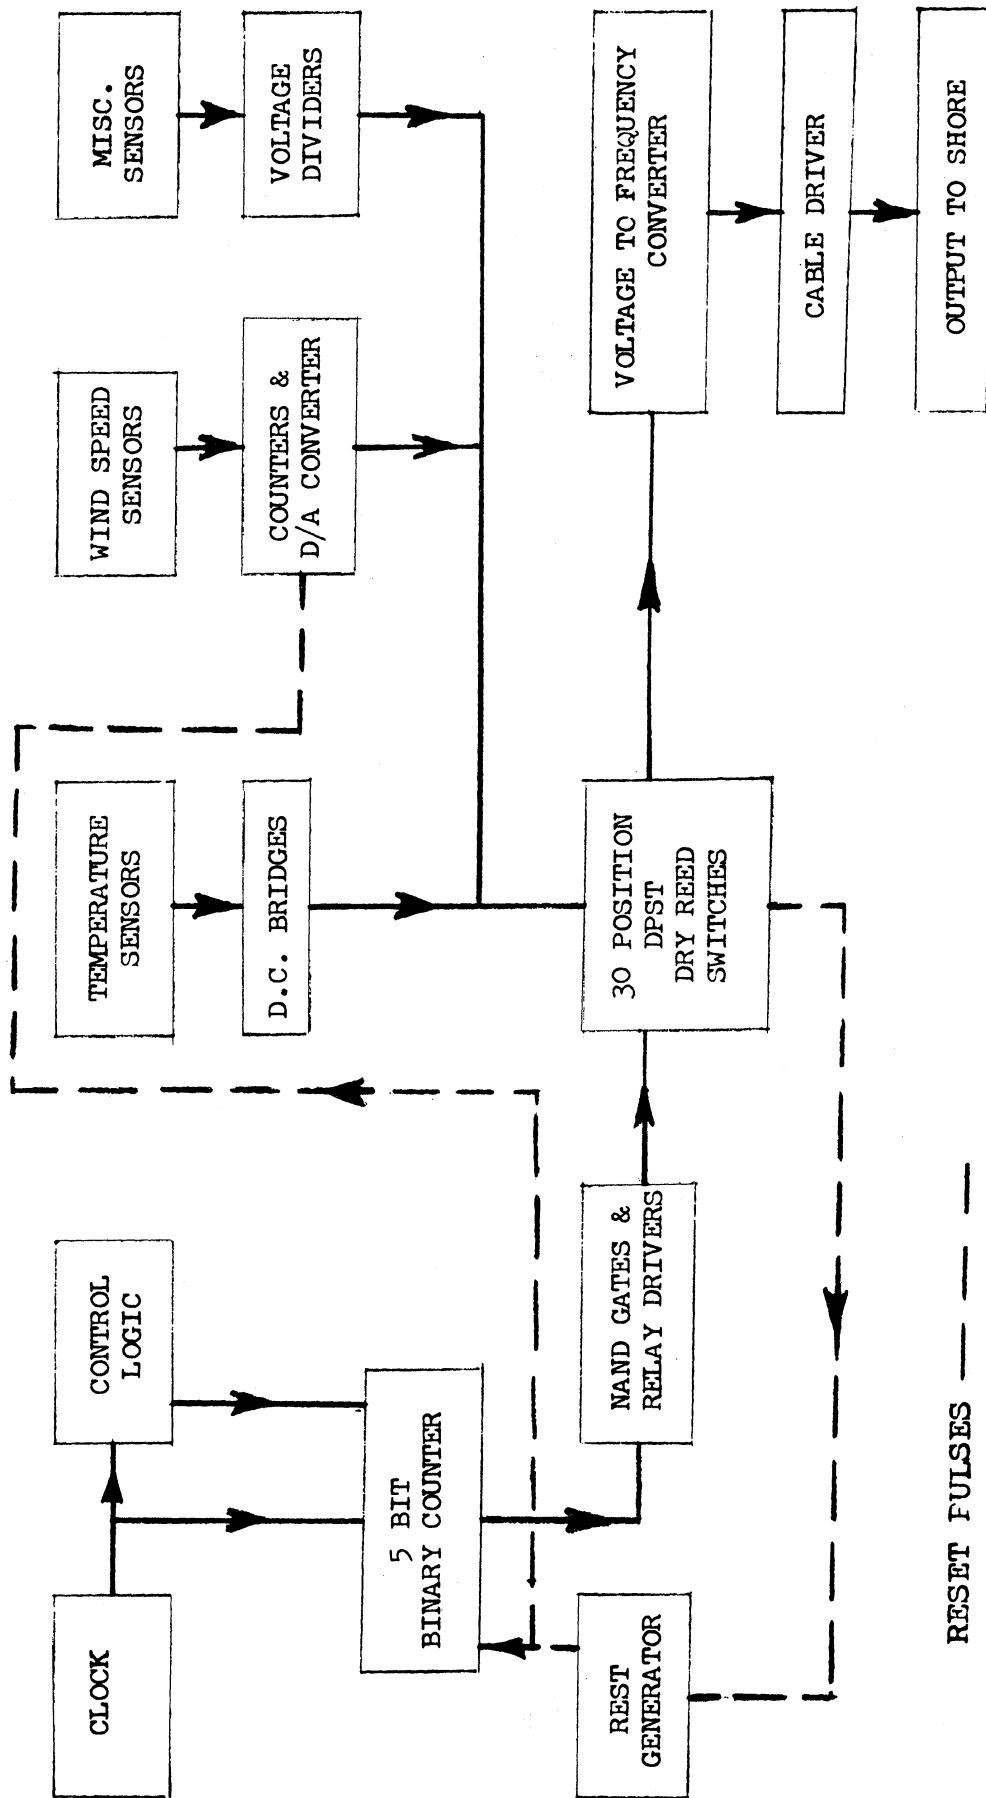 CLOCK
CONTROL
LOGIC
TEMPERATURE
SENSORS
WIND SPEED
SENSORS
MISC.
SENSORS
D.C. BRIDGES
COUNTERS &
D/A CONVERTER
VOLTAGE
DIVIDERS
5 BIT
BINARY COUNTER
REST
GENERATOR
NAND GATES &
RELAY DRIVERS
30 POSITION
DPST
DRY REED
SWITCHES
VOLTAGE TO FREQUENCY
CONVERTER
CABLE DRIVER
OUTPUT TO SHORE
RESET PULSES